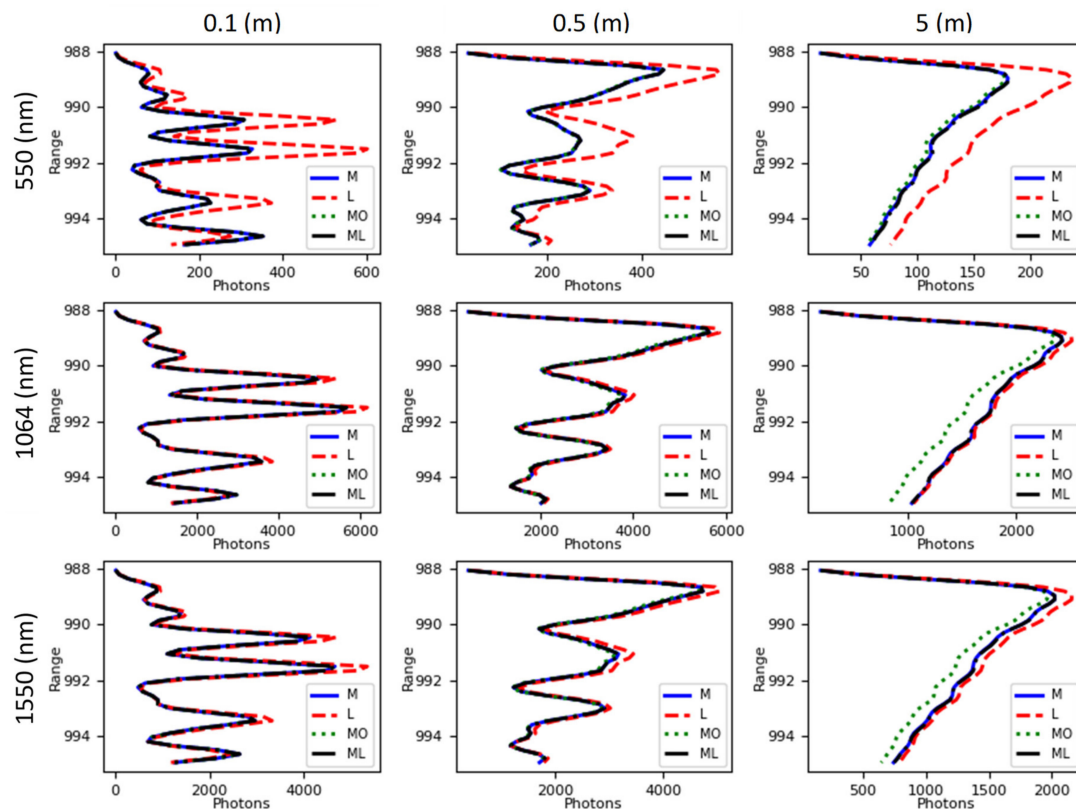 0.1 (m) 0.5 (m) 5 (m)
550 (nm)
988
990
992
994
Range
0 200 400 600
Photons
M
L
MO
ML
988
990
992
994
Range
200 400
Photons
M
L
MO
ML
988
990
992
994
Range
50 100 150 200
Photons
M
L
MO
ML
1064 (nm)
988
990
992
994
Range
0 2000 4000 6000
Photons
M
L
MO
ML
988
990
992
994
Range
2000 4000 6000
Photons
M
L
MO
ML
988
990
992
994
Range
1000 2000
Photons
M
L
MO
ML
1550 (nm)
988
990
992
994
Range
0 2000 4000
Photons
M
L
MO
ML
988
990
992
994
Range
2000 4000
Photons
M
L
MO
ML
988
990
992
994
Range
500 1000 1500 2000
Photons
M
L
MO
ML